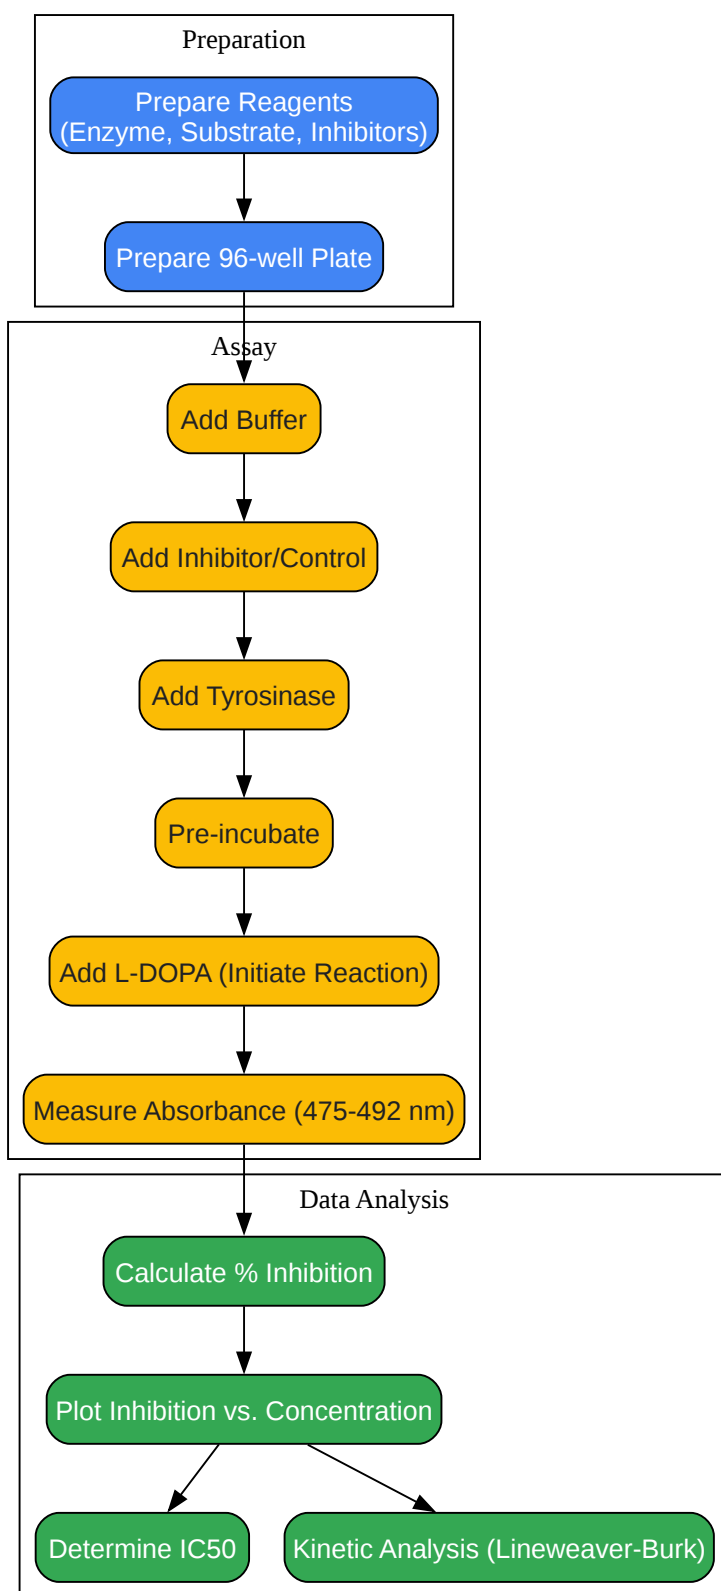 Preparation
Prepare Reagents
(Enzyme, Substrate, Inhibitors)
Prepare 96-well Plate
Assay
Add Buffer
Add Inhibitor/Control
Add Tyrosinase
Pre-incubate
Add L-DOPA (Initiate Reaction)
Measure Absorbance (475-492 nm)
Data Analysis
Calculate % Inhibition
Plot Inhibition vs. Concentration
Determine IC50
Kinetic Analysis (Lineweaver-Burk)